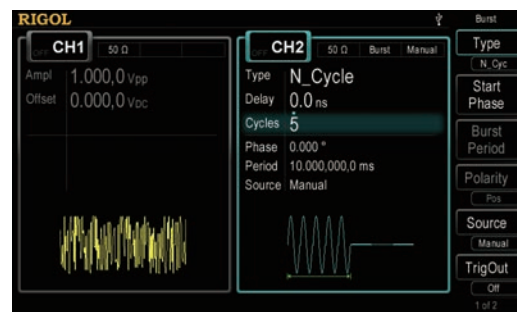 RIGOL
Burst
OFF CH1 50 Ω
Ampl 1.000,0 Vpp
Offset 0.000,0 VDC
OFF CH2 50 Ω Burst Manual
Type N_Cycle
Delay 0.0 ns
Cycles 5
Phase 0.000 °
Period 10.000,000,0 ms
Source Manual
Type
N_Cyc
Start
Phase
Burst
Period
Polarity
Pos
Source
Manual
TrigOut
Off
1 of 2